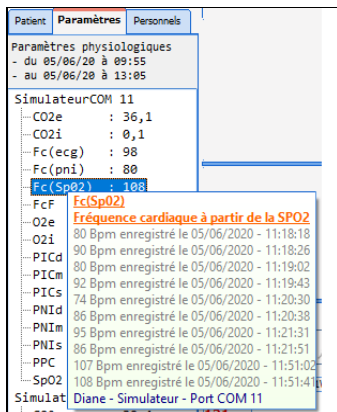 Patient Paramètres Personnels
Paramètres physiologiques
- du 05/06/20 à 09:55
- au 05/06/20 à 13:05
SimulateurCOM 11
CO2e : 36,1
CO2i : 0,1
Fc(ecg) : 98
Fc(pni) : 80
Fc(Sp02) : 108
FcF
O2e
O2i
PICd
PICm
PICs
PNId
PNIm
PNIs
PPC
SpO2
Simulat
Fc(Sp02)
Fréquence cardiaque à partir de la SPO2
80 Bpm enregistré le 05/06/2020 - 11:18:18
90 Bpm enregistré le 05/06/2020 - 11:18:26
80 Bpm enregistré le 05/06/2020 - 11:19:02
92 Bpm enregistré le 05/06/2020 - 11:19:43
74 Bpm enregistré le 05/06/2020 - 11:20:30
86 Bpm enregistré le 05/06/2020 - 11:20:38
95 Bpm enregistré le 05/06/2020 - 11:21:31
86 Bpm enregistré le 05/06/2020 - 11:21:51
107 Bpm enregistré le 05/06/2020 - 11:51:02
108 Bpm enregistré le 05/06/2020 - 11:51:41
Diane - Simulateur - Port COM 11